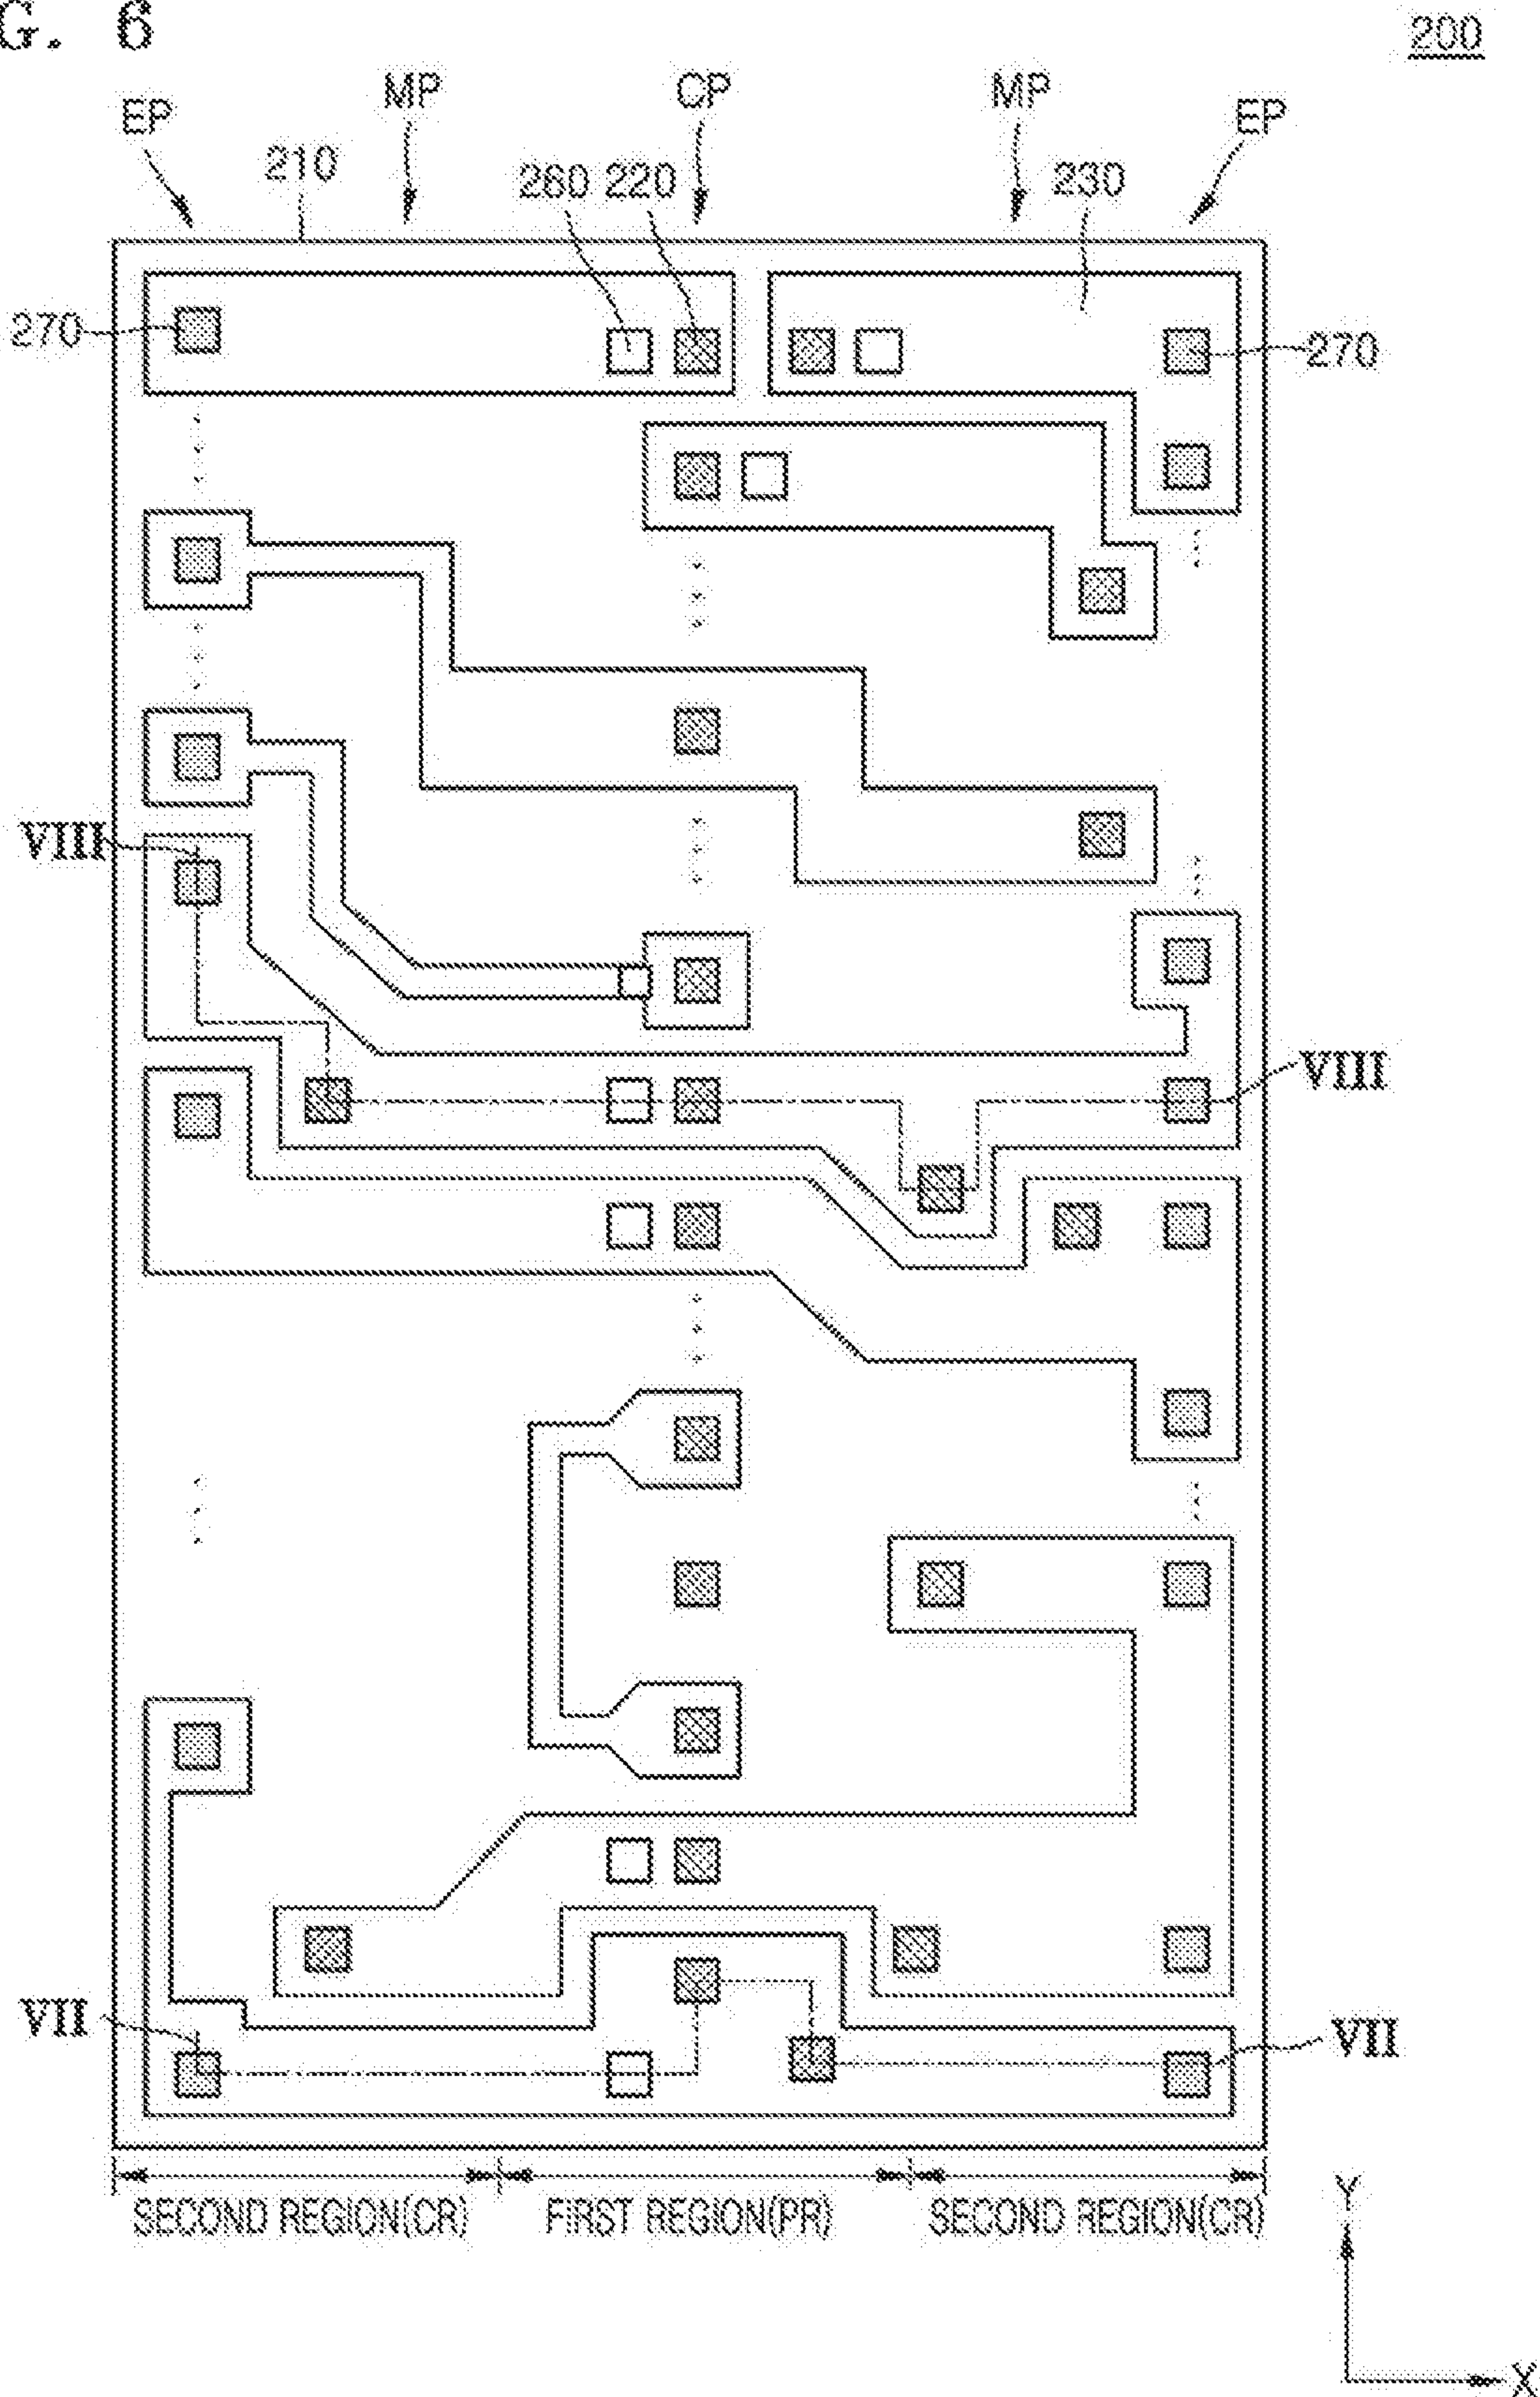 G. 6
200
EP
MP
CP
MP
EP
210
260
220
230
270
270
VIII
VIII
VII
VII
SECOND REGION(CR)
FIRST REGION(PR)
SECOND REGION(CR)
Y
X